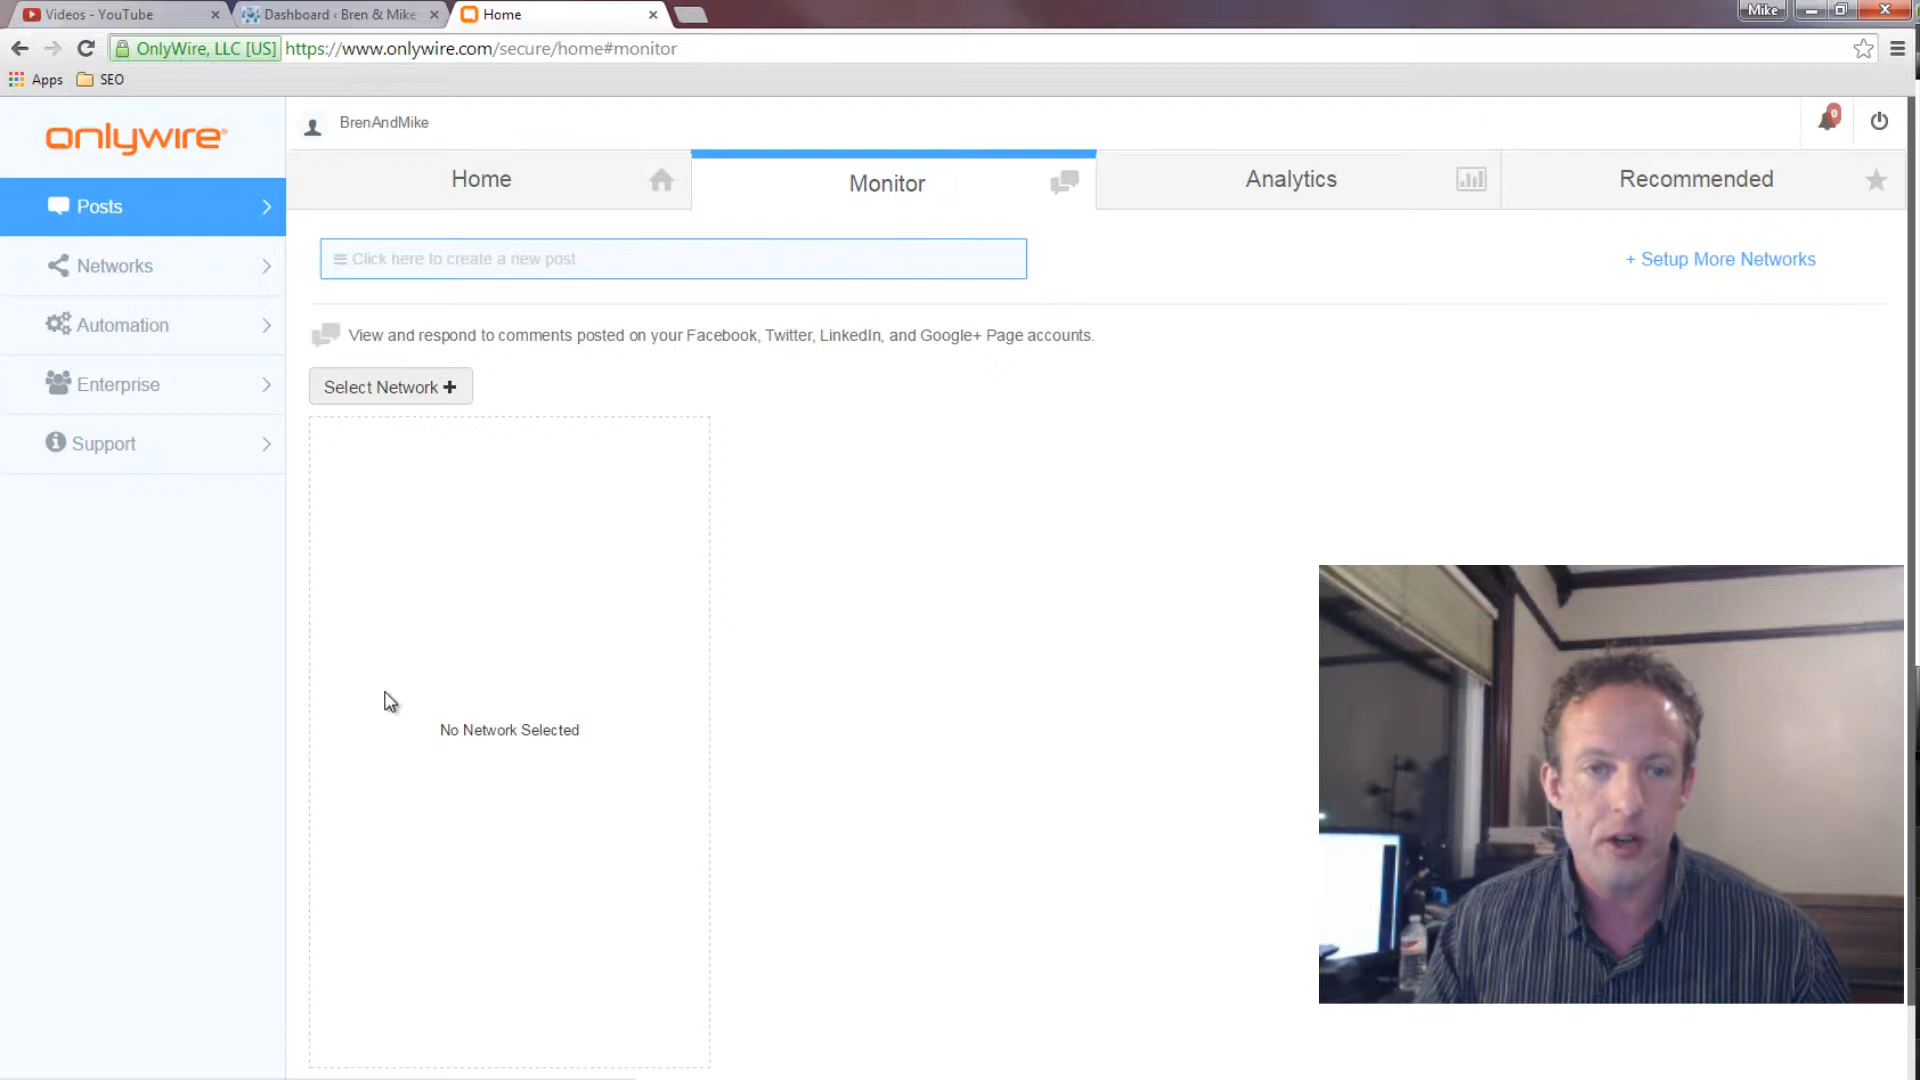 Videos - YouTube
Dashboard ‹ Bren & Mike
Home
Mike
OnlyWire, LLC [US]
https://www.onlywire.com/secure/home#monitor
Apps
SEO
onlywire
BrenAndMike
0
Home
Monitor
Analytics
Recommended
Posts
Networks
Automation
Enterprise
Support
Click here to create a new post
+ Setup More Networks
View and respond to comments posted on your Facebook, Twitter, LinkedIn, and Google+ Page accounts.
Select Network +
No Network Selected